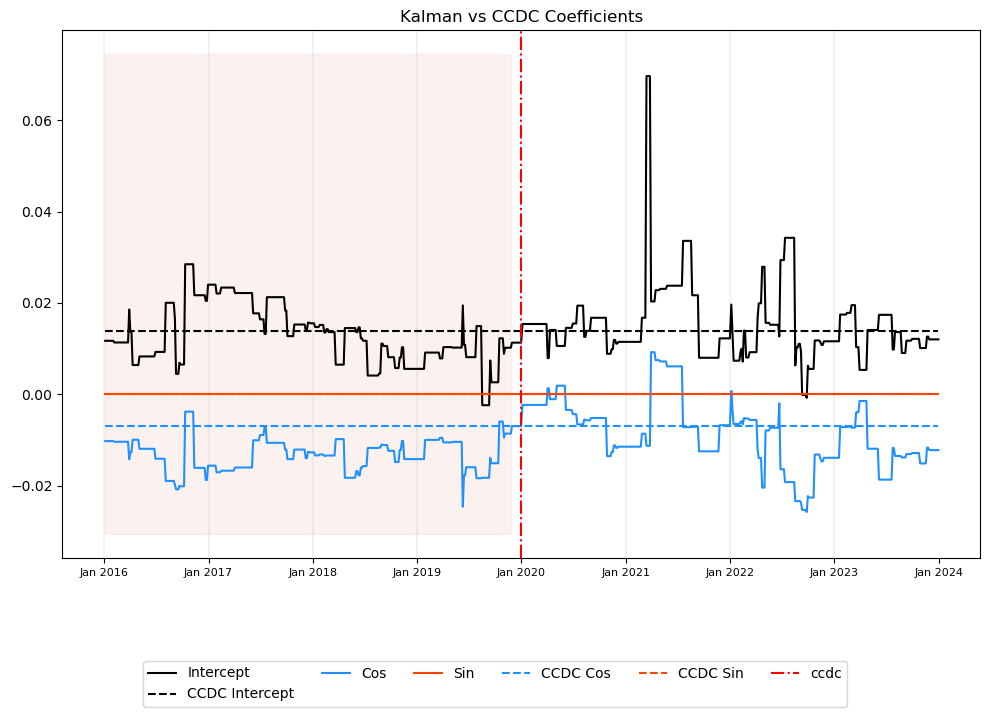 Kalman vs CCDC Coefficients
0.06
0.04
0.02
0.00
−0.02
Jan 2016 Jan 2017 Jan 2018 Jan 2019 Jan 2020 Jan 2021 Jan 2022 Jan 2023 Jan 2024
Intercept Cos Sin CCDC Cos CCDC Sin ccdc
CCDC Intercept